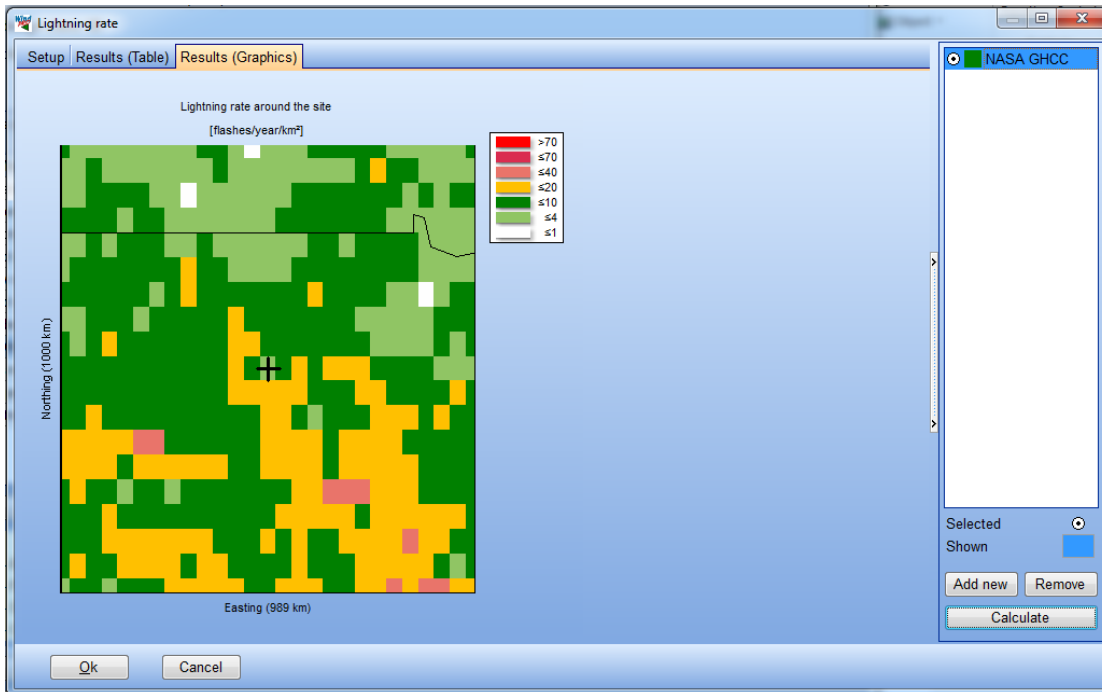 Wind
Lightning rate
Setup Results (Table) Results (Graphics)
Lightning rate around the site
[flashes/year/km²]
>70
≤70
≤40
≤20
≤10
≤4
≤1
Northing (1000 km)
Easting (989 km)
NASA GHCC
Selected
Shown
Add new Remove
Calculate
Ok Cancel